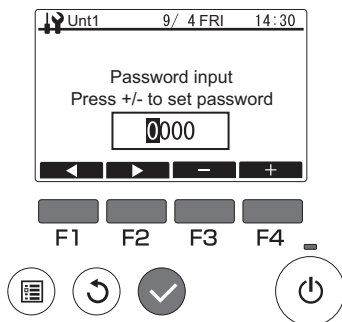 Unt1 9/ 4 FRI 14:30
Password input
Press +/- to set password
0000
− +
F1 F2 F3 F4